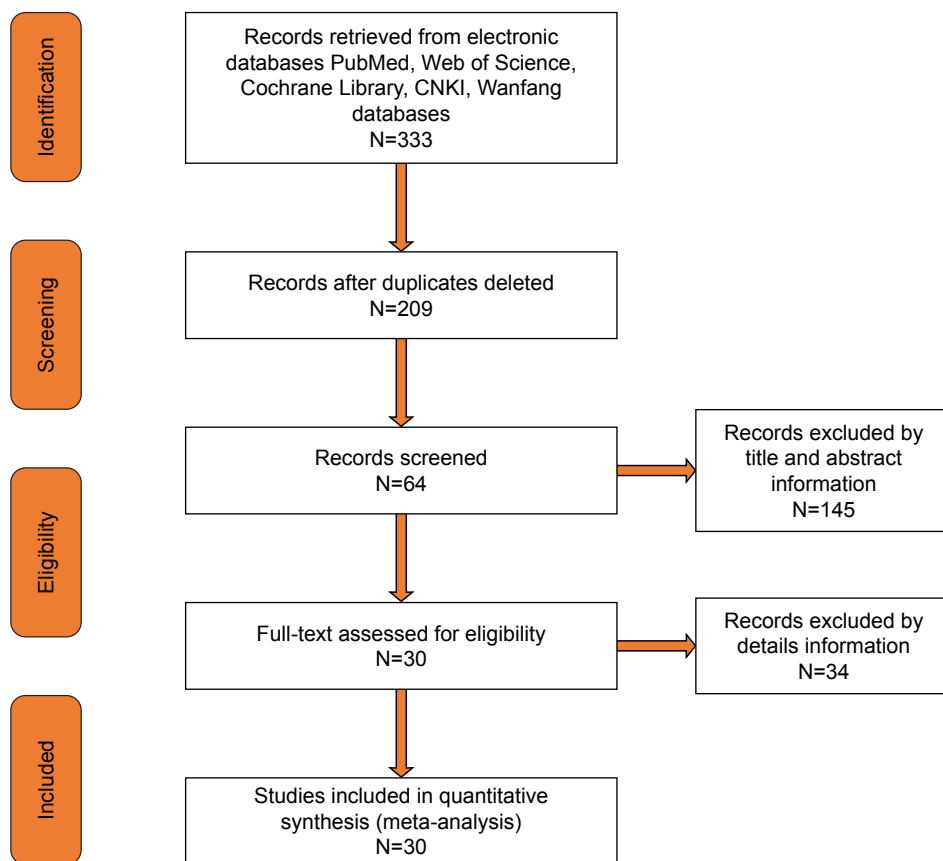 Identification
Records retrieved from electronic
databases PubMed, Web of Science,
Cochrane Library, CNKI, Wanfang
databases
N=333
Screening
Records after duplicates deleted
N=209
Records screened
N=64
Records excluded by
title and abstract
information
N=145
Eligibility
Full-text assessed for eligibility
N=30
Records excluded by
details information
N=34
Included
Studies included in quantitative
synthesis (meta-analysis)
N=30